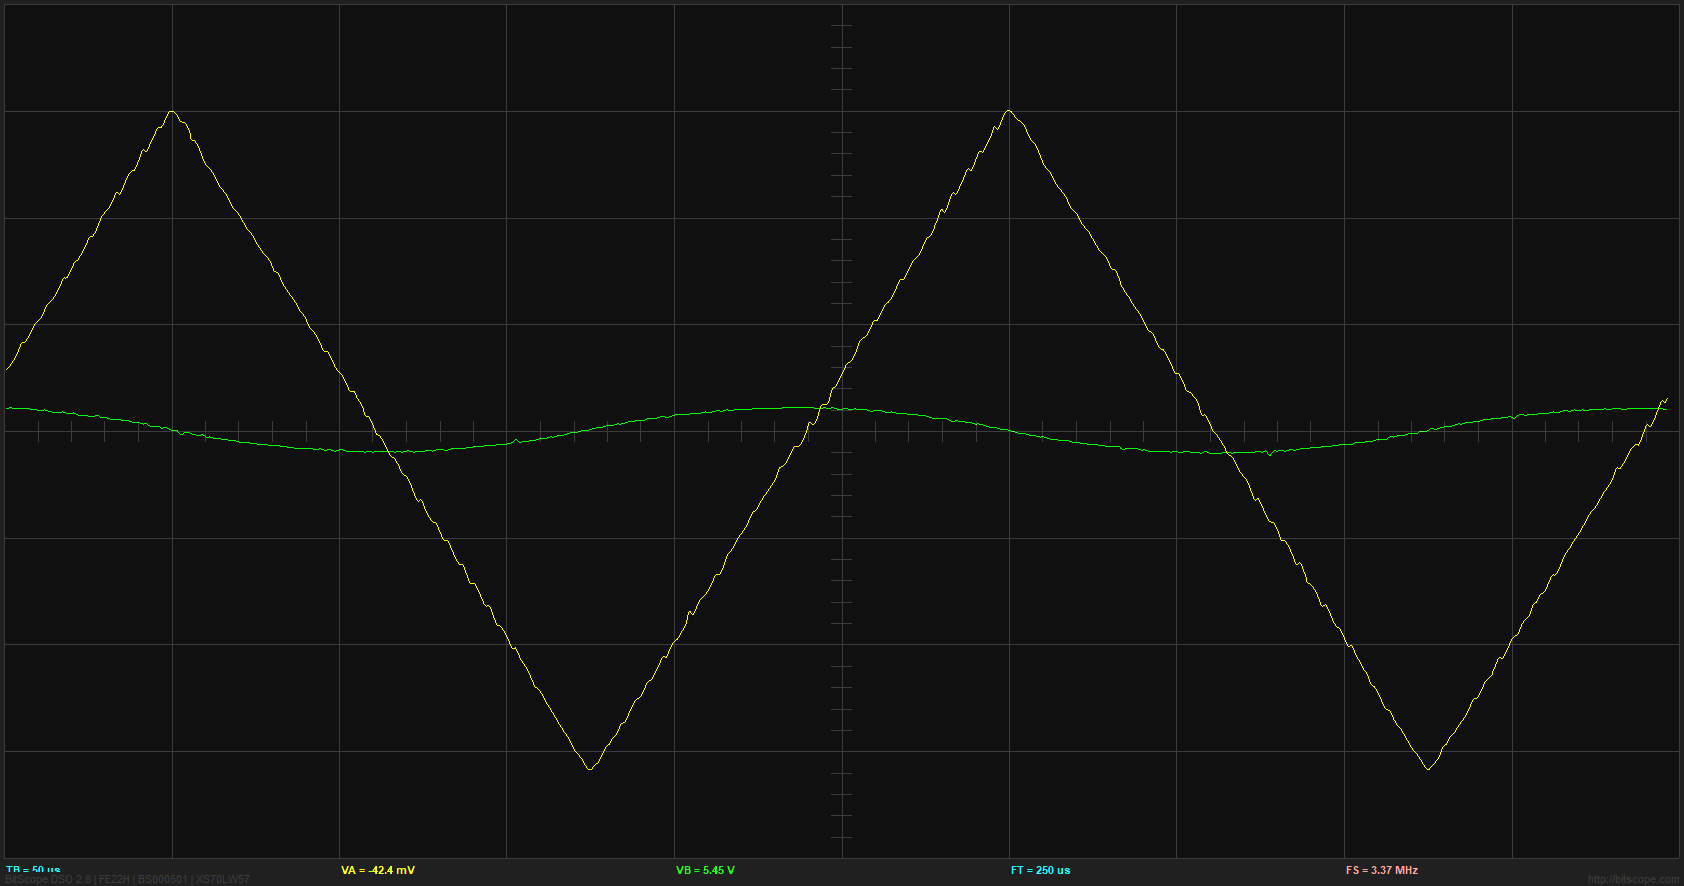 TB = 50 us VA = -42.4 mV VB = 5.45 V FT = 250 us FS = 3.37 MHz
BitScope DSO 2.8 | FE22H | BS000501 | XS70LW57 http://bitscope.com